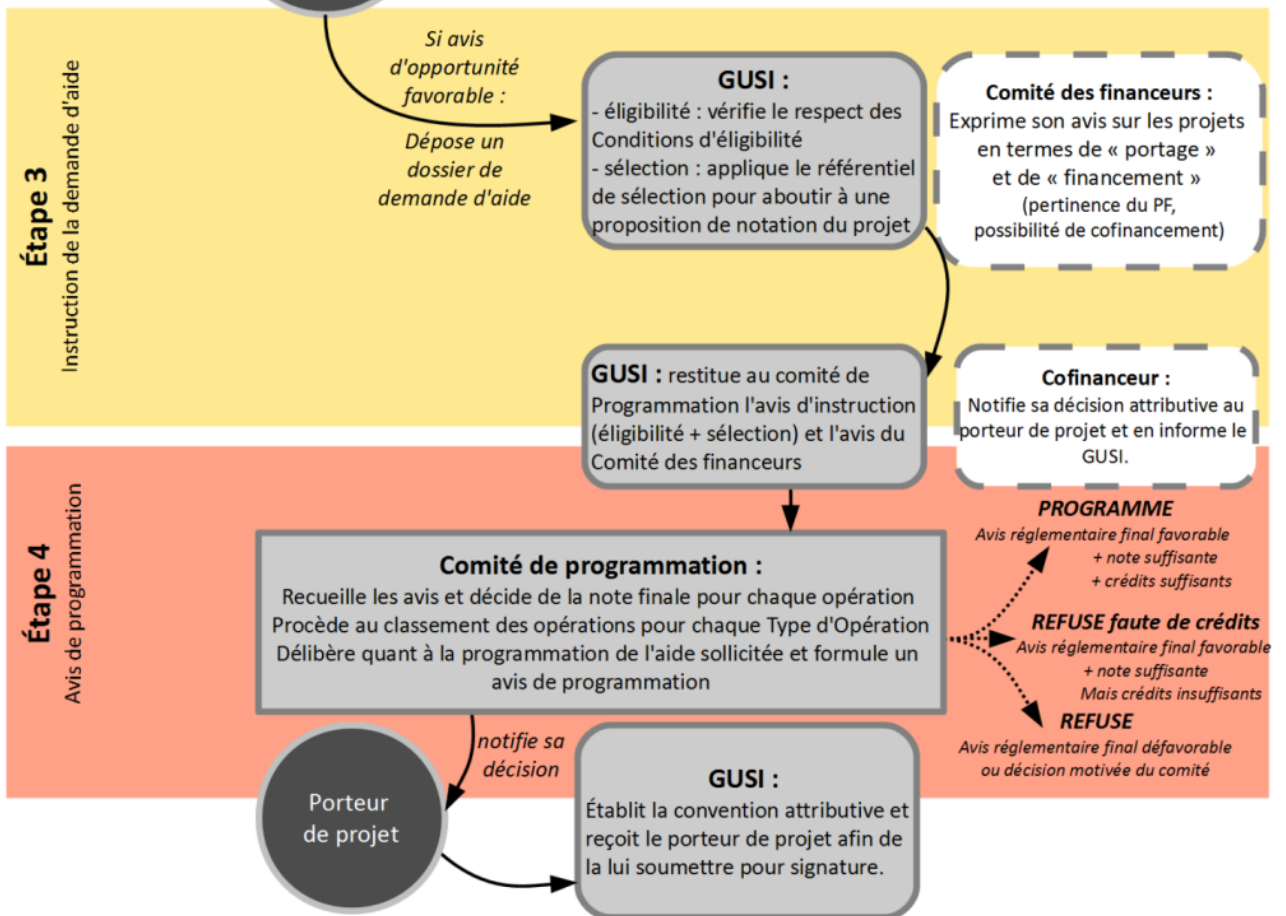 Étape 3
Instruction de la demande d'aide
Si avis
d'opportunité
favorable :
Dépose un
dossier de
demande d'aide
GUSI :
- éligibilité : vérifie le respect des
Conditions d'éligibilité
- sélection : applique le référentiel
de sélection pour aboutir à une
proposition de notation du projet
Comité des financeurs :
Exprime son avis sur les projets
en termes de « portage »
et de « financement »
(pertinence du PF,
possibilité de cofinancement)
GUSI : restitue au comité de
Programmation l'avis d'instruction
(éligibilité + sélection) et l'avis du
Comité des financeurs
Cofinanceur :
Notifie sa décision attributive au
porteur de projet et en informe le
GUSI.
Étape 4
Avis de programmation
Comité de programmation :
Recueille les avis et décide de la note finale pour chaque opération
Procède au classement des opérations pour chaque Type d'Opération
Délibère quant à la programmation de l'aide sollicitée et formule un
avis de programmation
PROGRAMME
Avis réglementaire final favorable
+ note suffisante
+ crédits suffisants
REFUSE faute de crédits
Avis réglementaire final favorable
+ note suffisante
Mais crédits insuffisants
REFUSE
Avis réglementaire final défavorable
ou décision motivée du comité
notifie sa
décision
Porteur
de projet
GUSI :
Établit la convention attributive et
reçoit le porteur de projet afin de
la lui soumettre pour signature.